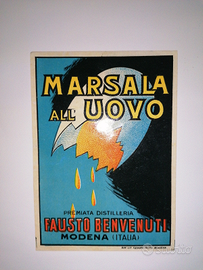 MARSALA
ALL' UOVO
PREMIATA DISTILLERIA
FAUSTO BENVENUTI
MODENA (ITALIA)